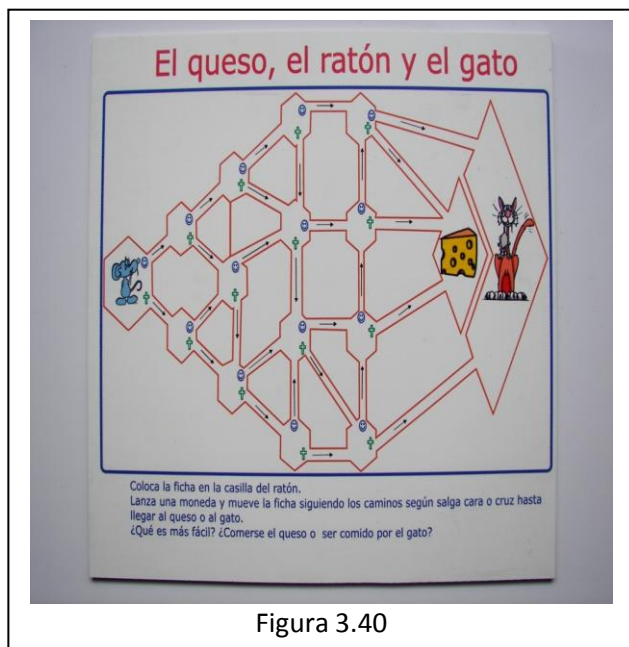 El queso, el ratón y el gato
Coloca la ficha en la casilla del ratón.
Lanza una moneda y mueve la ficha siguiendo los caminos según salga cara o cruz hasta
llegar al queso o al gato.
¿Qué es más fácil? ¿Comerse el queso o ser comido por el gato?
Figura 3.40